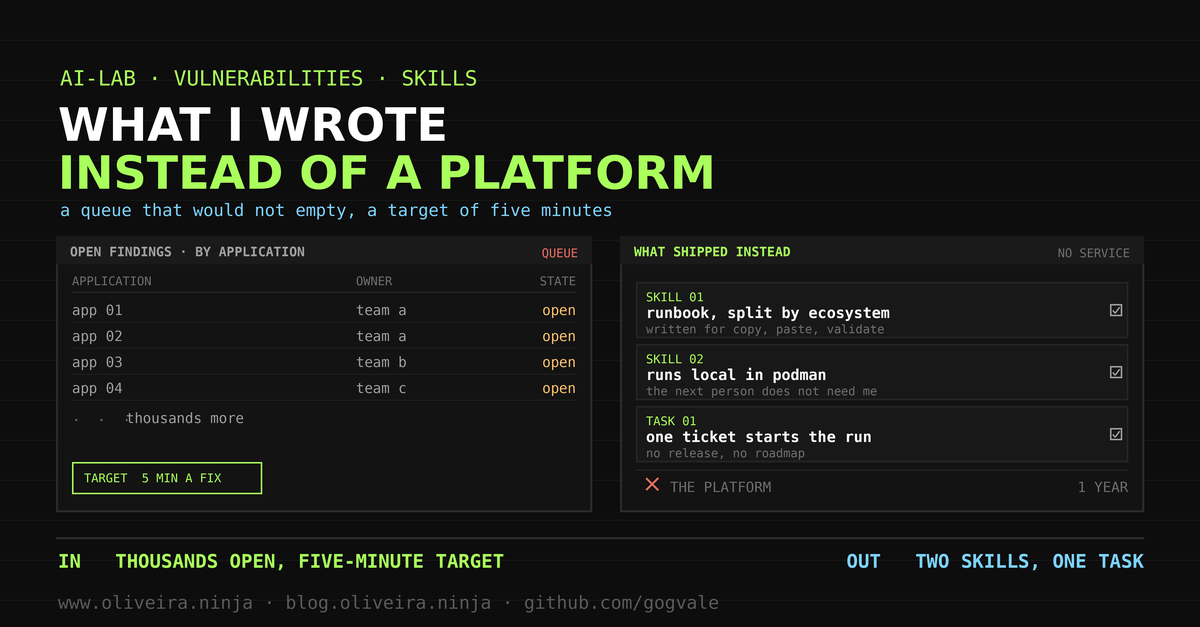 AI-LAB · VULNERABILITIES · SKILLS
WHAT I WROTE
INSTEAD OF A PLATFORM
a queue that would not empty, a target of five minutes
OPEN FINDINGS · BY APPLICATION QUEUE
APPLICATION OWNER STATE
app 01 team a open
app 02 team a open
app 03 team b open
app 04 team c open
· · · thousands more
TARGET 5 MIN A FIX
WHAT SHIPPED INSTEAD NO SERVICE
SKILL 01
runbook, split by ecosystem
written for copy, paste, validate
SKILL 02
runs local in podman
the next person does not need me
TASK 01
one ticket starts the run
no release, no roadmap
THE PLATFORM 1 YEAR
IN THOUSANDS OPEN, FIVE-MINUTE TARGET
OUT TWO SKILLS, ONE TASK
www.oliveira.ninja · blog.oliveira.ninja · github.com/gogvale